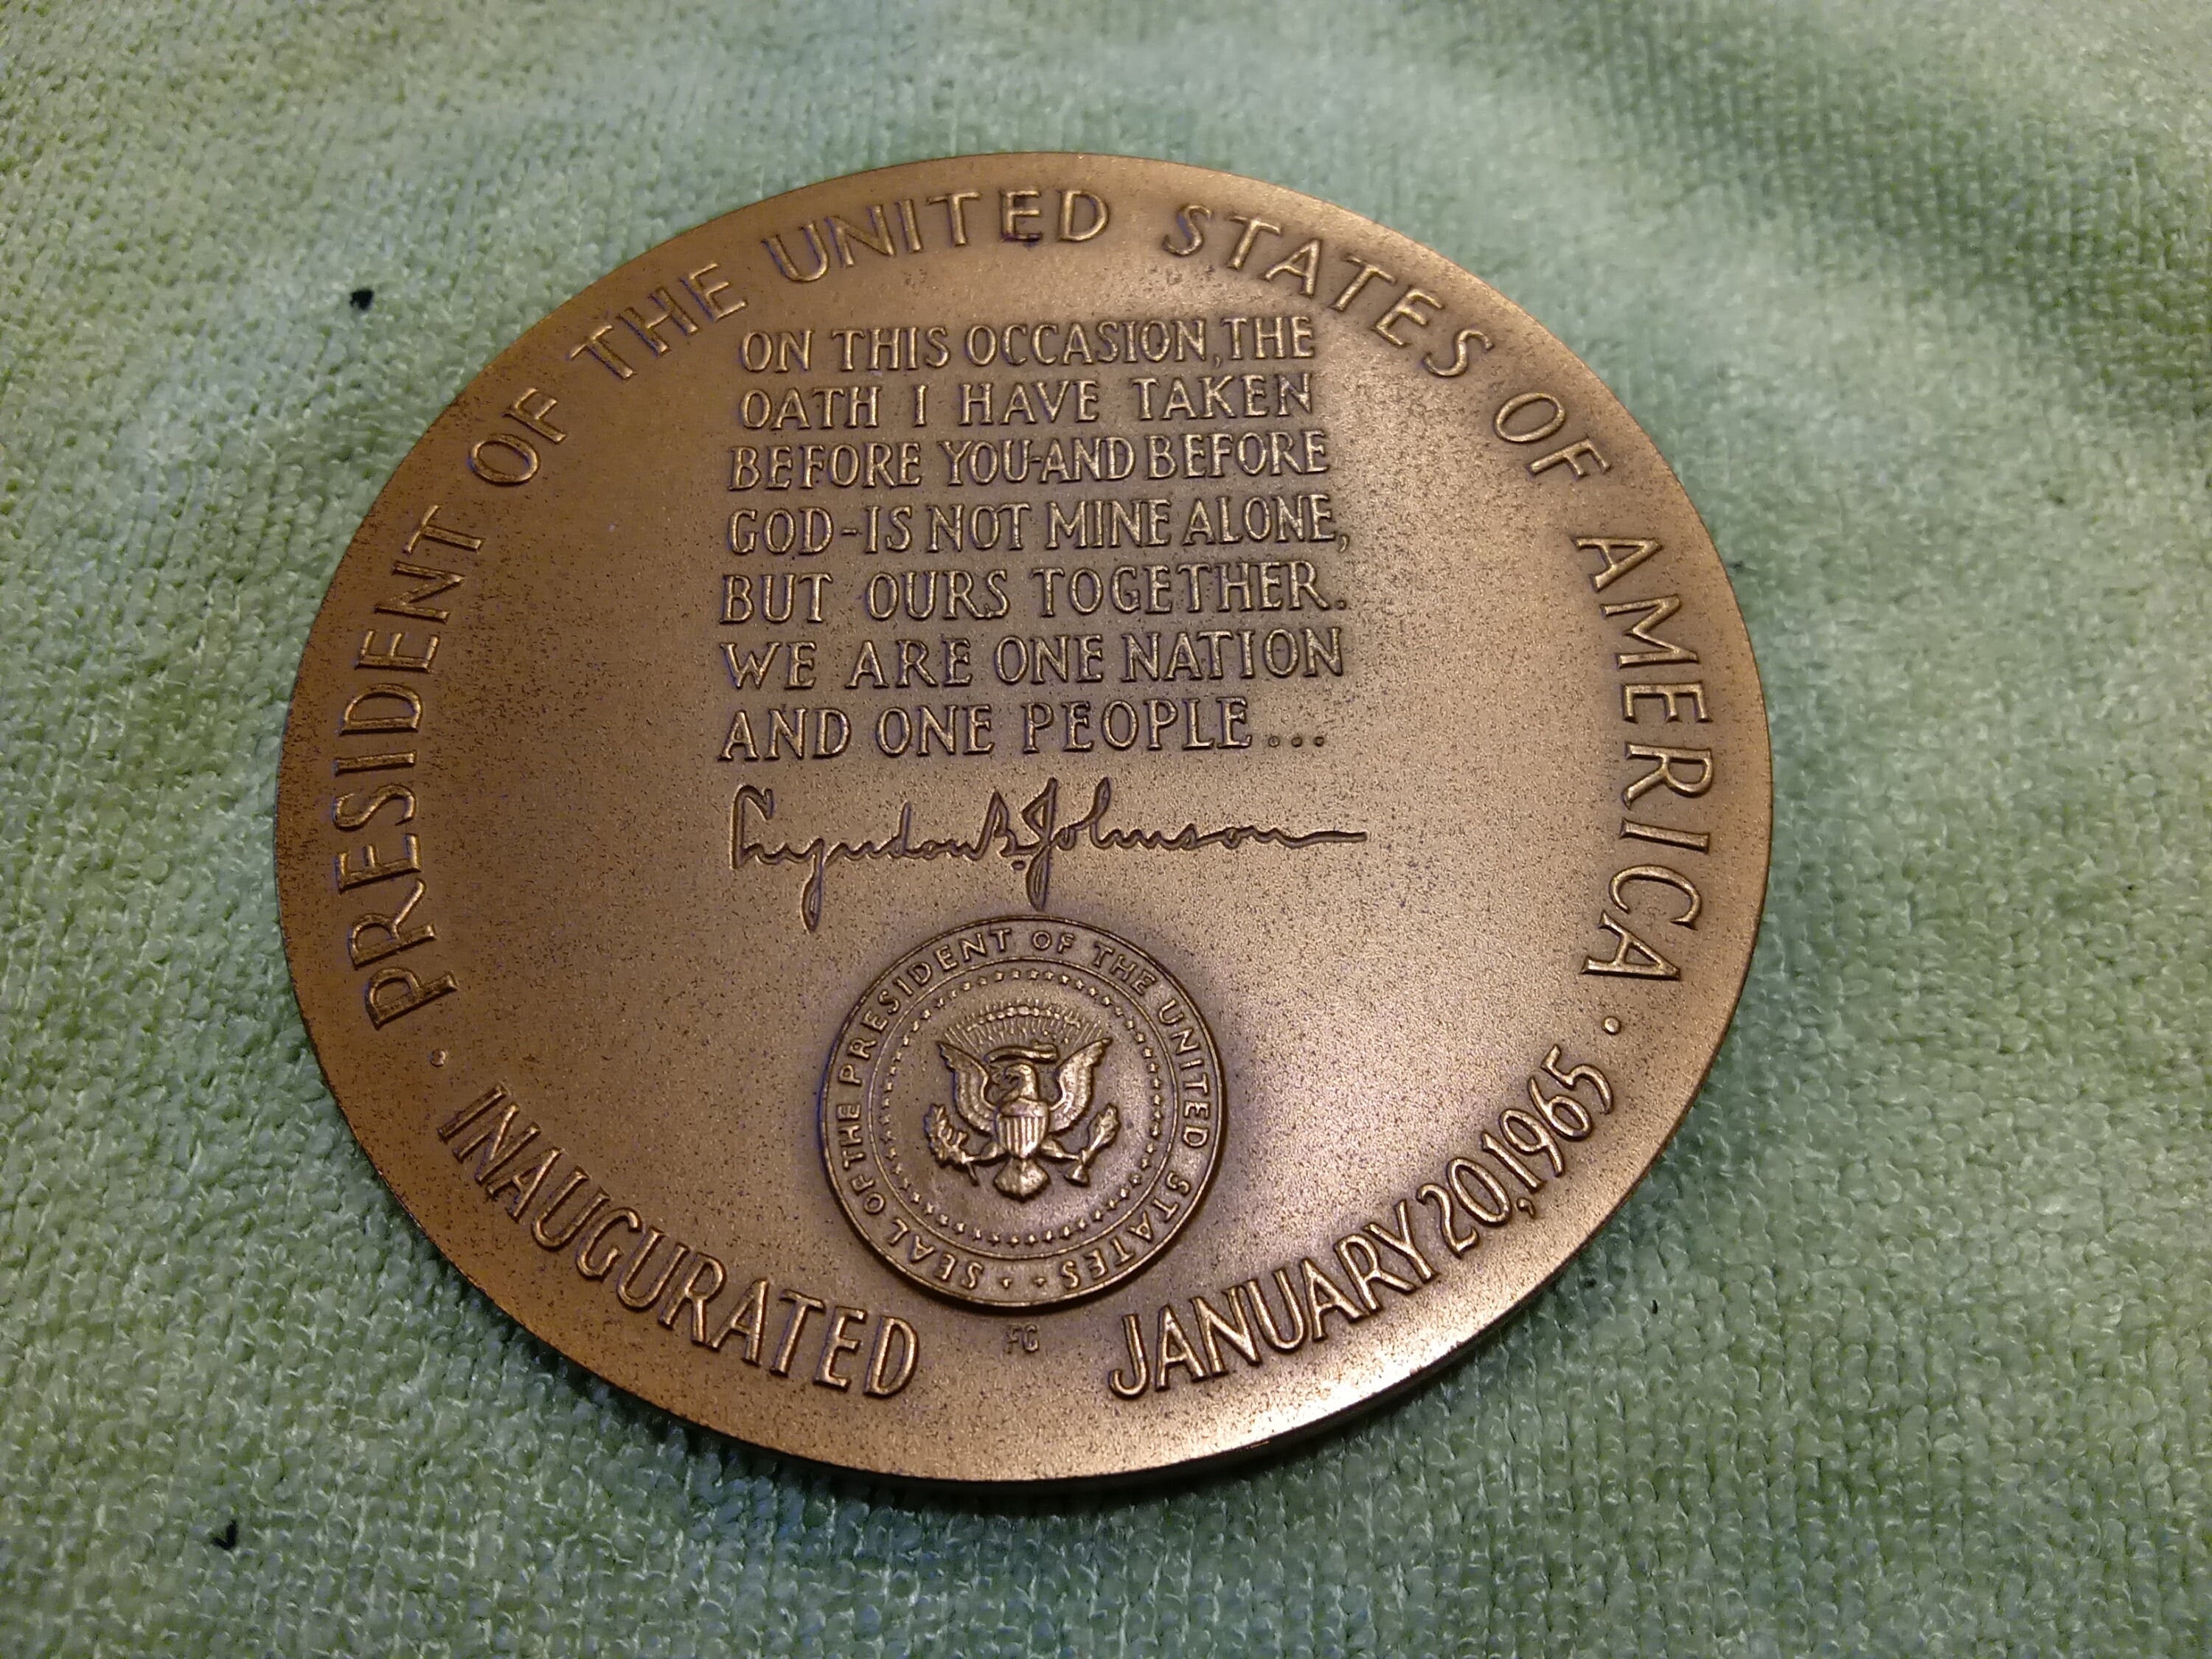 PRESIDENT OF THE UNITED STATES OF AMERICA
ON THIS OCCASION, THE
OATH I HAVE TAKEN
BEFORE YOU-AND BEFORE
GOD-IS NOT MINE ALONE,
BUT OURS TOGETHER.
WE ARE ONE NATION
AND ONE PEOPLE...
Lyndon B. Johnson
SEAL OF THE PRESIDENT OF THE UNITED STATES
FG
· INAUGURATED JANUARY 20, 1965 ·